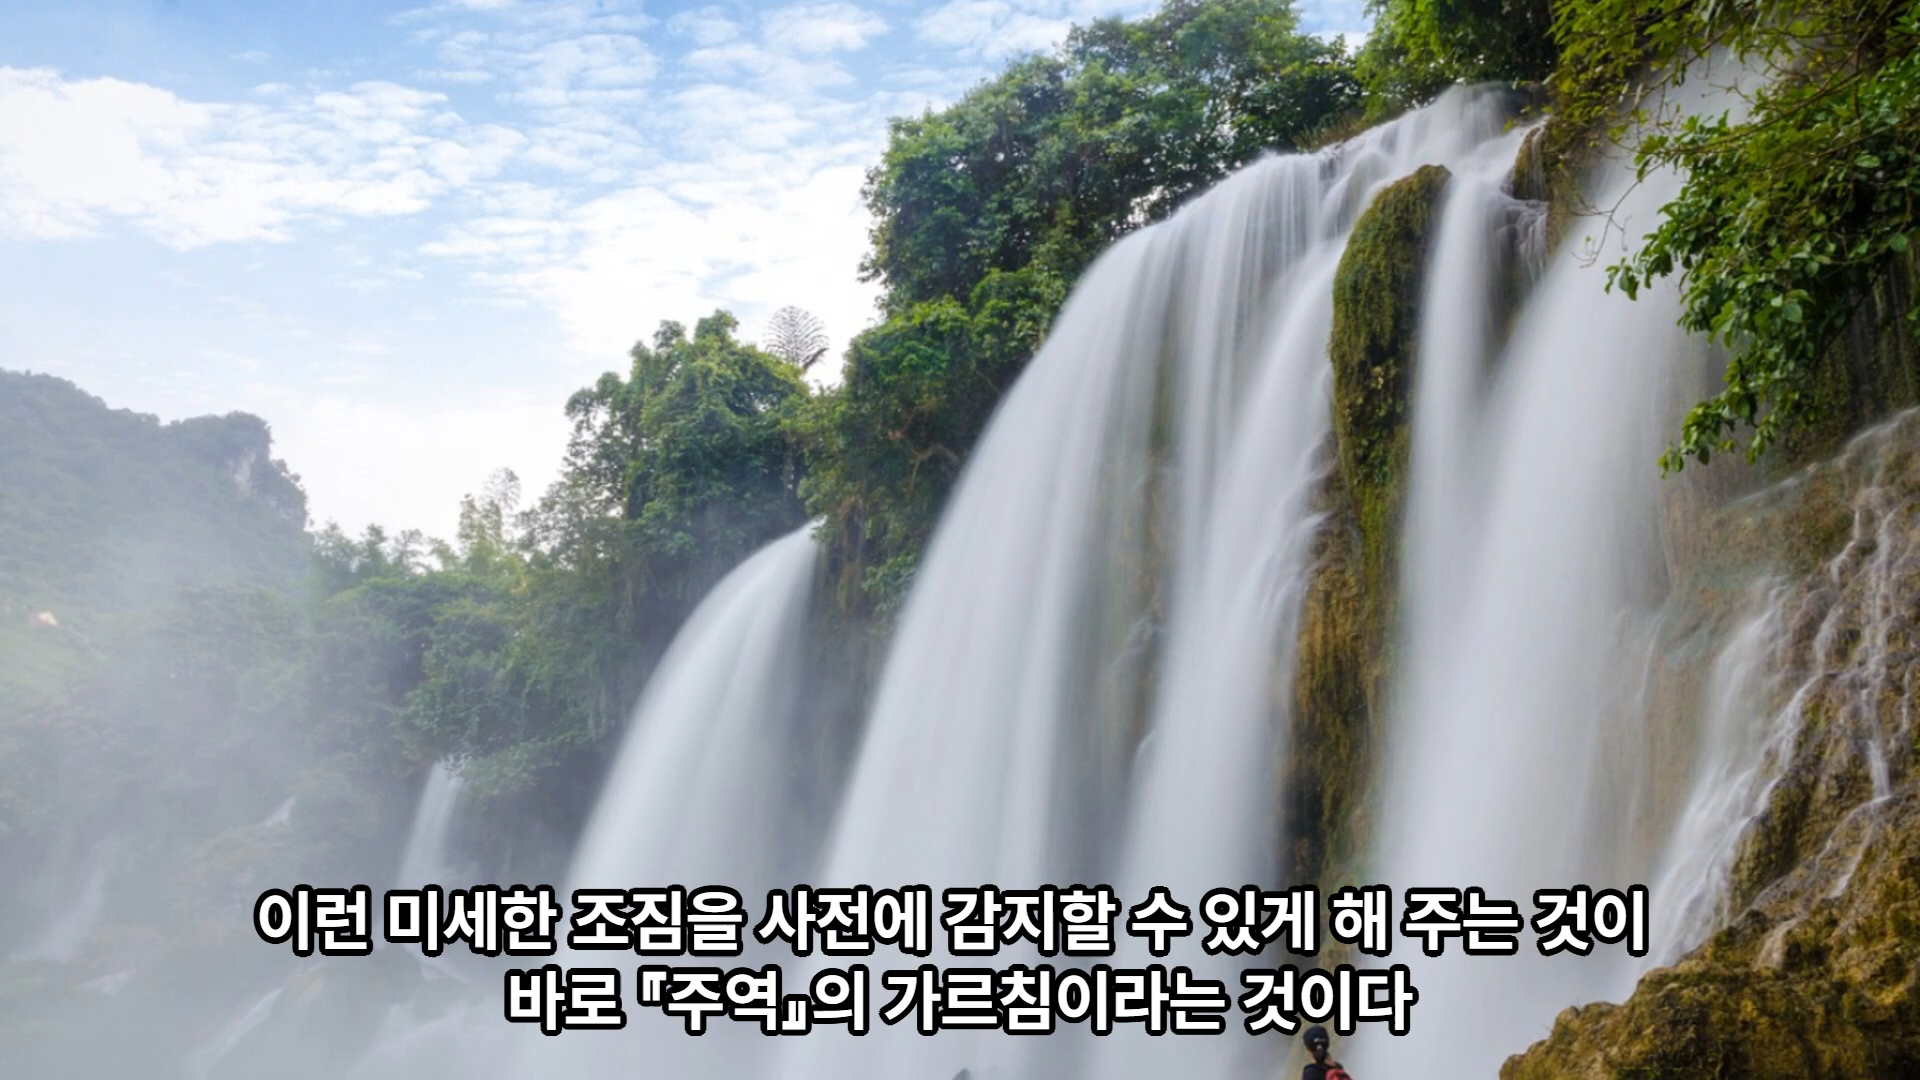 이런 미세한 조짐을 사전에 감지할 수 있게 해 주는 것이
바로 『주역』의 가르침이라는 것이다